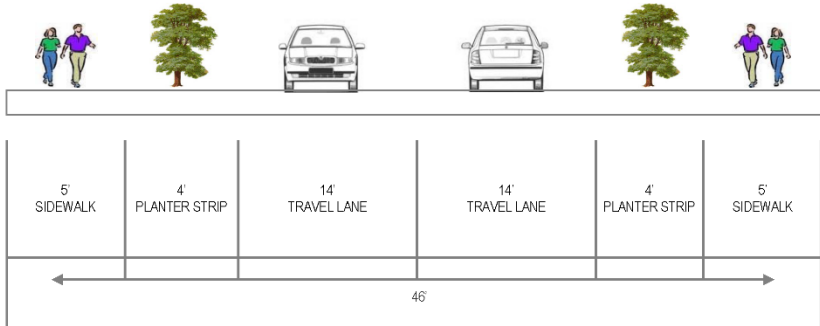 5'
SIDEWALK
4'
PLANTER STRIP
14'
TRAVEL LANE
14'
TRAVEL LANE
4'
PLANTER STRIP
5'
SIDEWALK
46'